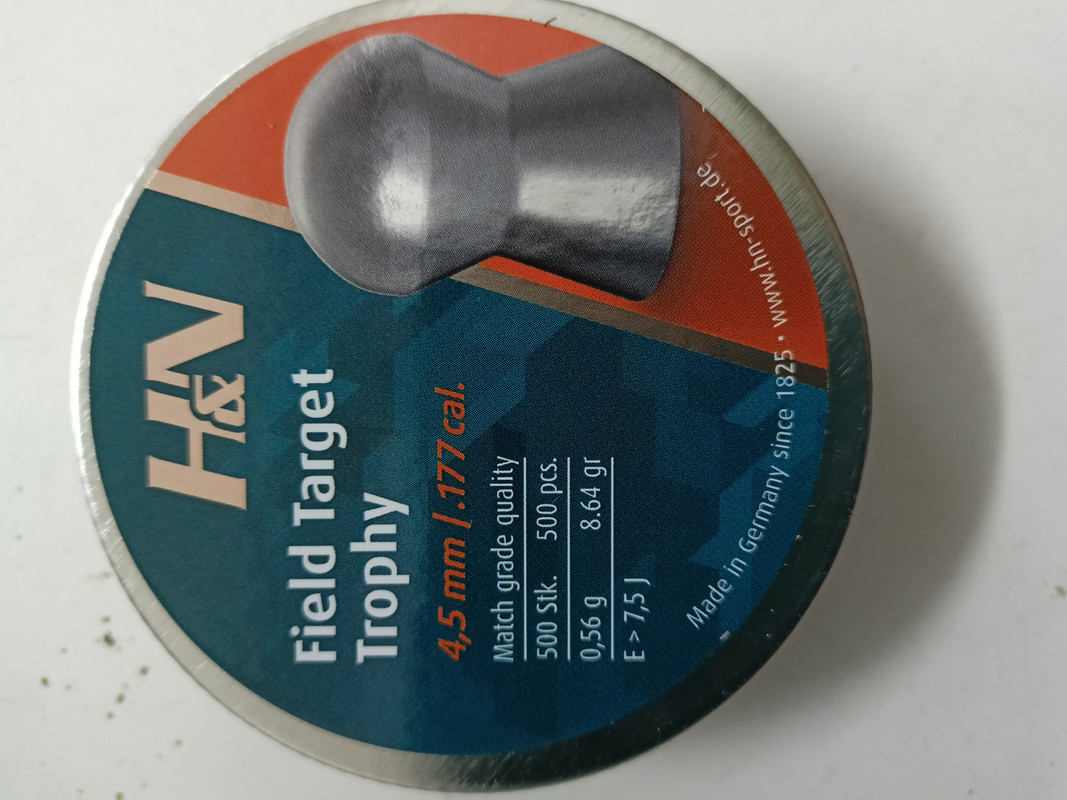 H&N
Field Target
Trophy
4,5 mm / .177 cal.
Match grade quality
500 Stk. 500 pcs.
0,56 g 8.64 gr
E > 7,5 J
Made in Germany since 1825 • www.hn-sport.de